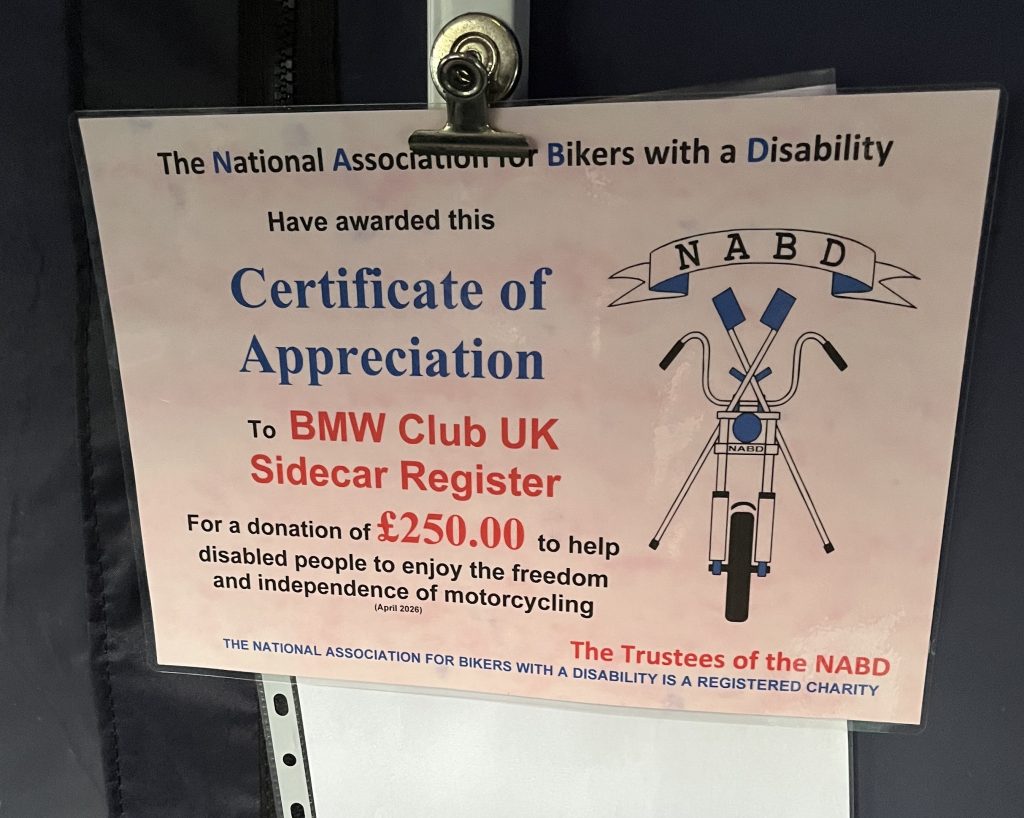 The National Association for Bikers with a Disability
Have awarded this
Certificate of
Appreciation
To BMW Club UK
Sidecar Register
For a donation of £250.00 to help
disabled people to enjoy the freedom
and independence of motorcycling
(April 2026)
N A B D
NABD
The Trustees of the NABD
THE NATIONAL ASSOCIATION FOR BIKERS WITH A DISABILITY IS A REGISTERED CHARITY